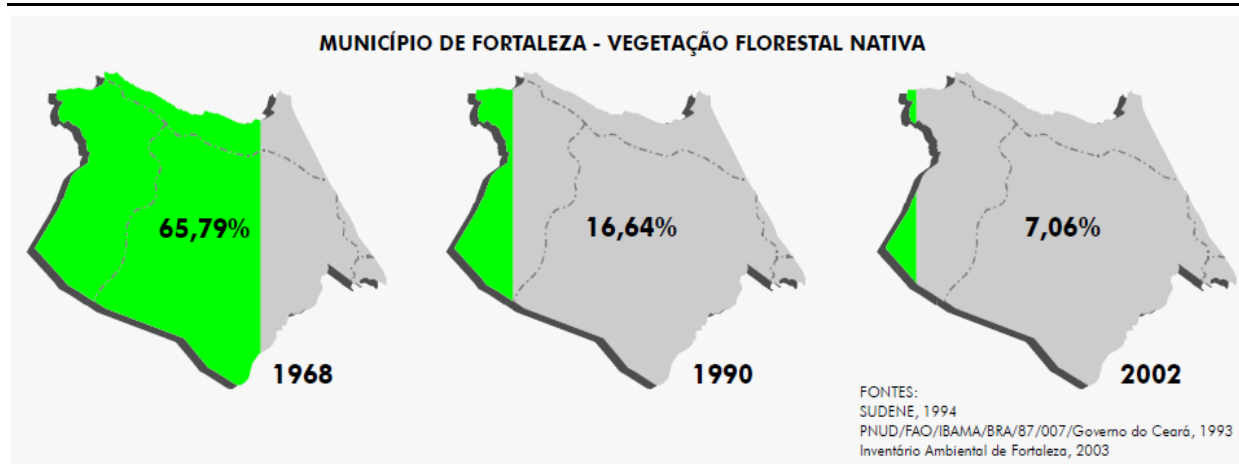 MUNICÍPIO DE FORTALEZA - VEGETAÇÃO FLORESTAL NATIVA
65,79%
16,64%
7,06%
1968
1990
2002
FONTES:
SUDENE, 1994
PNUD/FAO/IBAMA/BRA/87/007/Governo do Ceará, 1993
Inventário Ambiental de Fortaleza, 2003